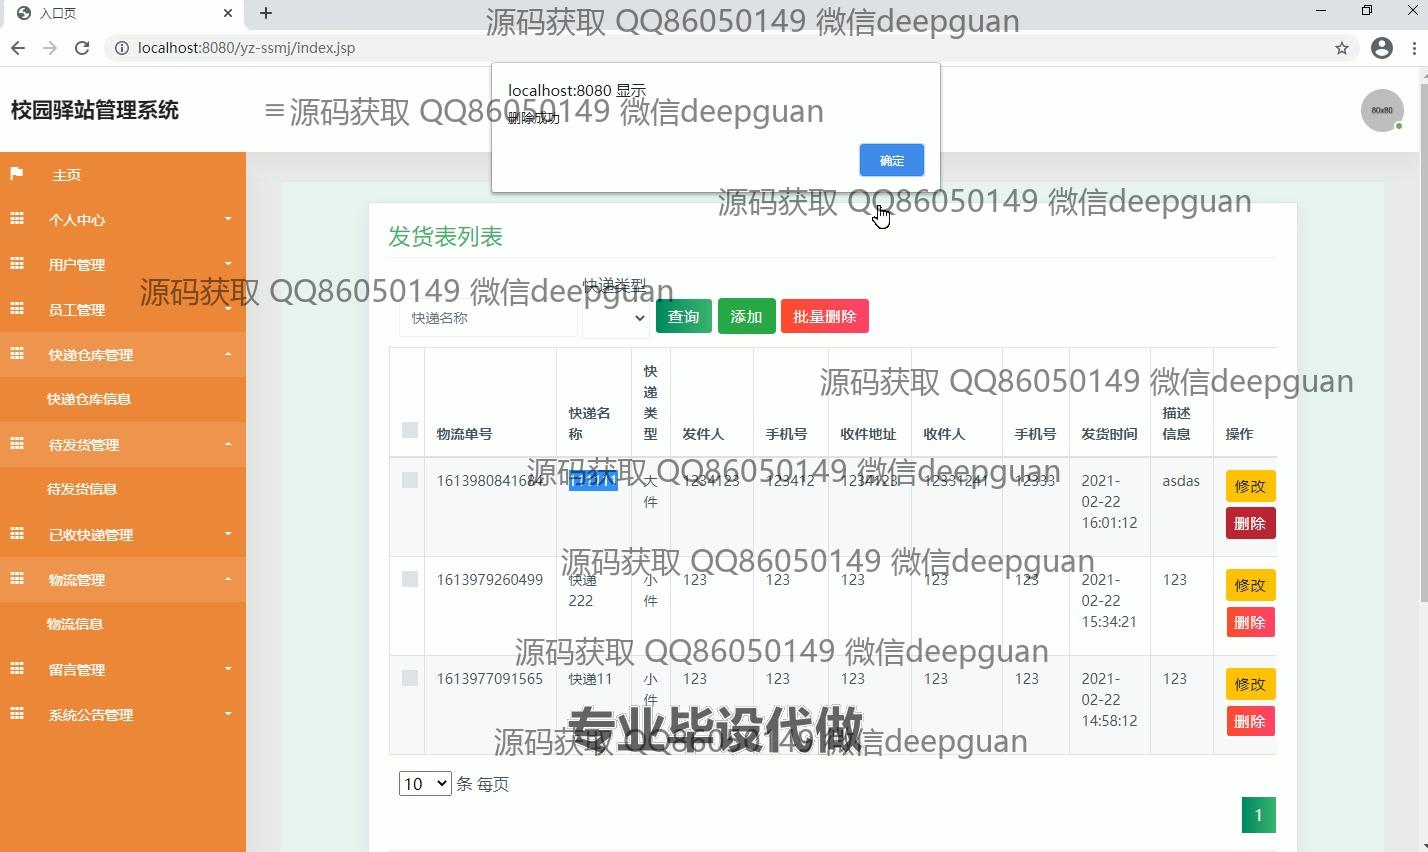 入口页
localhost:8080/yz-ssmj/index.jsp
源码获取 QQ86050149 微信deepguan
localhost:8080 显示
删除成功
确定
校园驿站管理系统
源码获取 QQ86050149 微信deepguan
80x80
源码获取 QQ86050149 微信deepguan
主页
个人中心
用户管理
员工管理
快递仓库管理
快递仓库信息
待发货管理
待发货信息
已收快递管理
物流管理
物流信息
留言管理
系统公告管理
发货表列表
源码获取 QQ86050149 微信deepguan
快递类型
快递名称
查询 添加 批量删除
源码获取 QQ86050149 微信deepguan
物流单号 快递名称 快递类型 发件人 手机号 收件地址 收件人 手机号 发货时间 描述信息 操作
源码获取 QQ86050149 微信deepguan
1613980841684 大件 1234123 123412 1234123 12331241 12333 2021-02-22 16:01:12 asdas 修改 删除
源码获取 QQ86050149 微信deepguan
1613979260499 快递222 小件 123 123 123 123 123 2021-02-22 15:34:21 123 修改 删除
源码获取 QQ86050149 微信deepguan
1613977091565 快递11 小件 123 123 123 123 123 2021-02-22 14:58:12 123 修改 删除
专业毕设代做
源码获取 QQ86050149 微信deepguan
10 条 每页
1